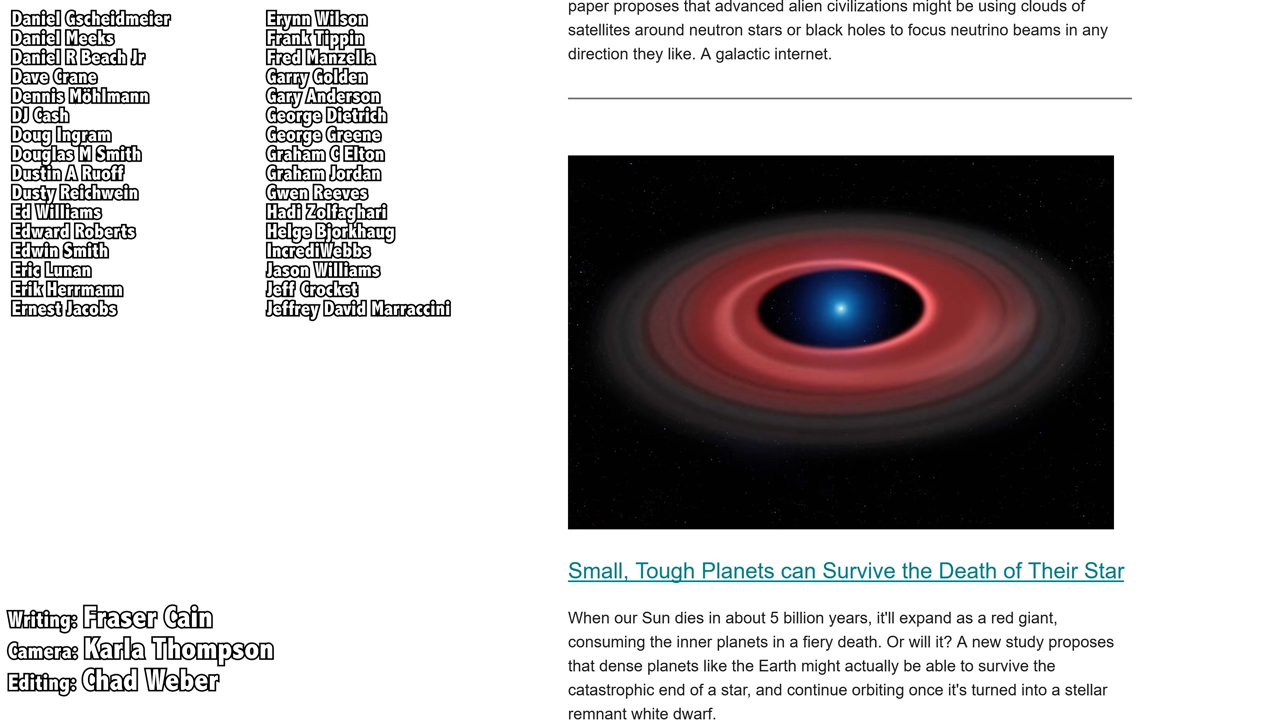 Daniel Gscheidmeier
Daniel Meeks
Daniel R Beach Jr
Dave Crane
Dennis Möhlmann
DJ Cash
Doug Ingram
Douglas M Smith
Dustin A Ruoff
Dusty Reichwein
Ed Williams
Edward Roberts
Edwin Smith
Eric Lunan
Erik Herrmann
Ernest Jacobs
Erynn Wilson
Frank Tippin
Fred Manzella
Garry Golden
Gary Anderson
George Dietrich
George Greene
Graham C Elton
Graham Jordan
Gwen Reeves
Hadi Zolfaghari
Helge Bjorkhaug
IncrediWebbs
Jason Williams
Jeff Crocket
Jeffrey David Marraccini
Writing: Fraser Cain
Camera: Karla Thompson
Editing: Chad Weber
paper proposes that advanced alien civilizations might be using clouds of
satellites around neutron stars or black holes to focus neutrino beams in any
direction they like. A galactic internet.
Small, Tough Planets can Survive the Death of Their Star
When our Sun dies in about 5 billion years, it'll expand as a red giant,
consuming the inner planets in a fiery death. Or will it? A new study proposes
that dense planets like the Earth might actually be able to survive the
catastrophic end of a star, and continue orbiting once it's turned into a stellar
remnant white dwarf.